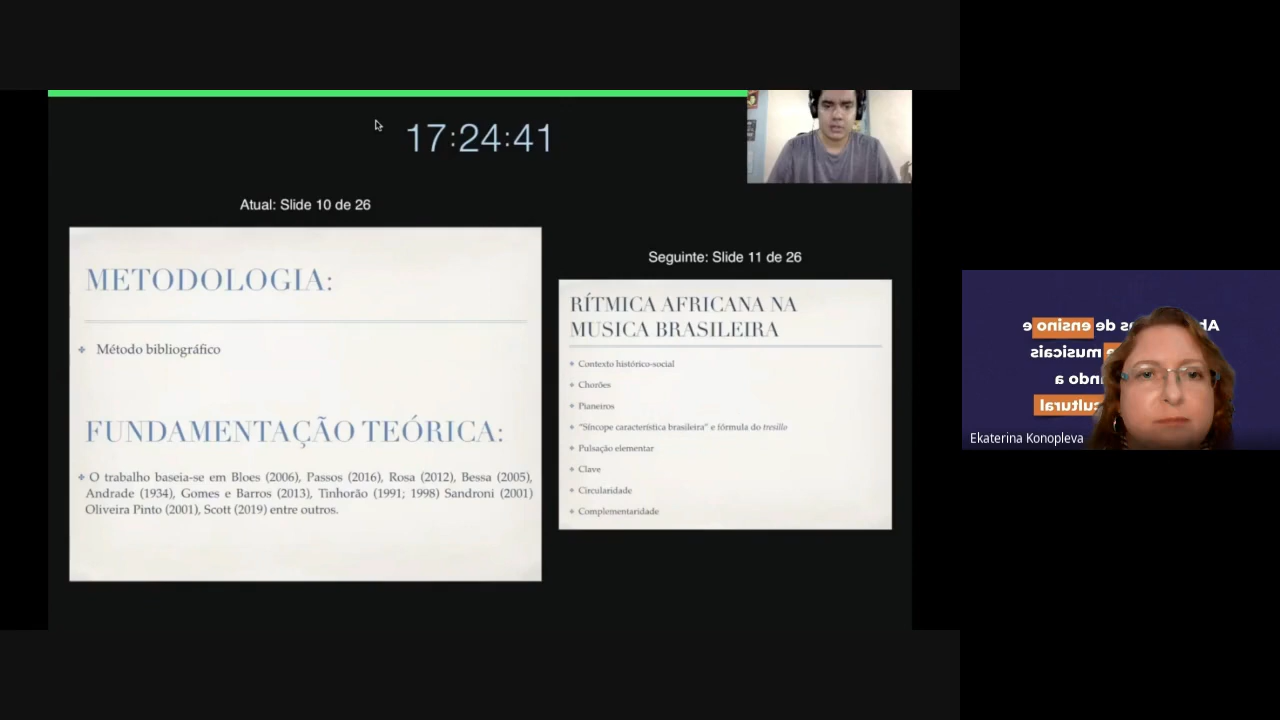 17:24:41
Atual: Slide 10 de 26
METODOLOGIA:
Método bibliográfico
FUNDAMENTAÇÃO TEÓRICA:
O trabalho baseia-se em Bloes (2006), Passos (2016), Rosa (2012), Bessa (2005),
Andrade (1934), Gomes e Barros (2013), Tinhorão (1991; 1998) Sandroni (2001)
Oliveira Pinto (2001), Scott (2019) entre outros.
Seguinte: Slide 11 de 26
RÍTMICA AFRICANA NA
MUSICA BRASILEIRA
Contexto histórico-social
Chorões
Pianeiros
"Síncope característica brasileira" e fórmula do tresillo
Pulsação elementar
Clave
Circularidade
Complementaridade
de ensino e
musicais
a
cultural
Ekaterina Konopleva